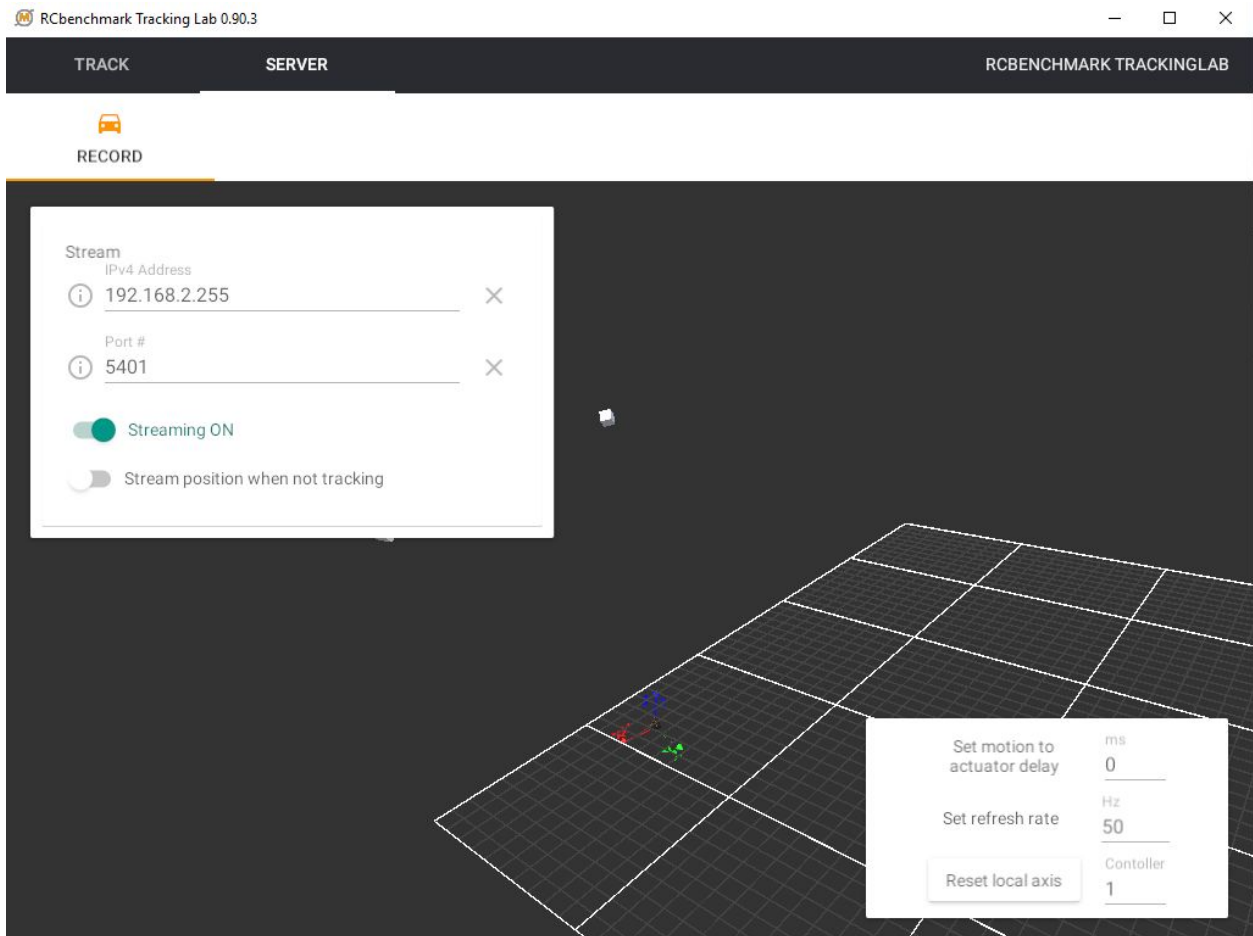 RCbenchmark Tracking Lab 0.90.3
TRACK SERVER RCBENCHMARK TRACKINGLAB
RECORD
Stream
IPv4 Address
192.168.2.255
Port #
5401
Streaming ON
Stream position when not tracking
Set motion to
actuator delay
ms
0
Set refresh rate
Hz
50
Reset local axis
Contoller
1